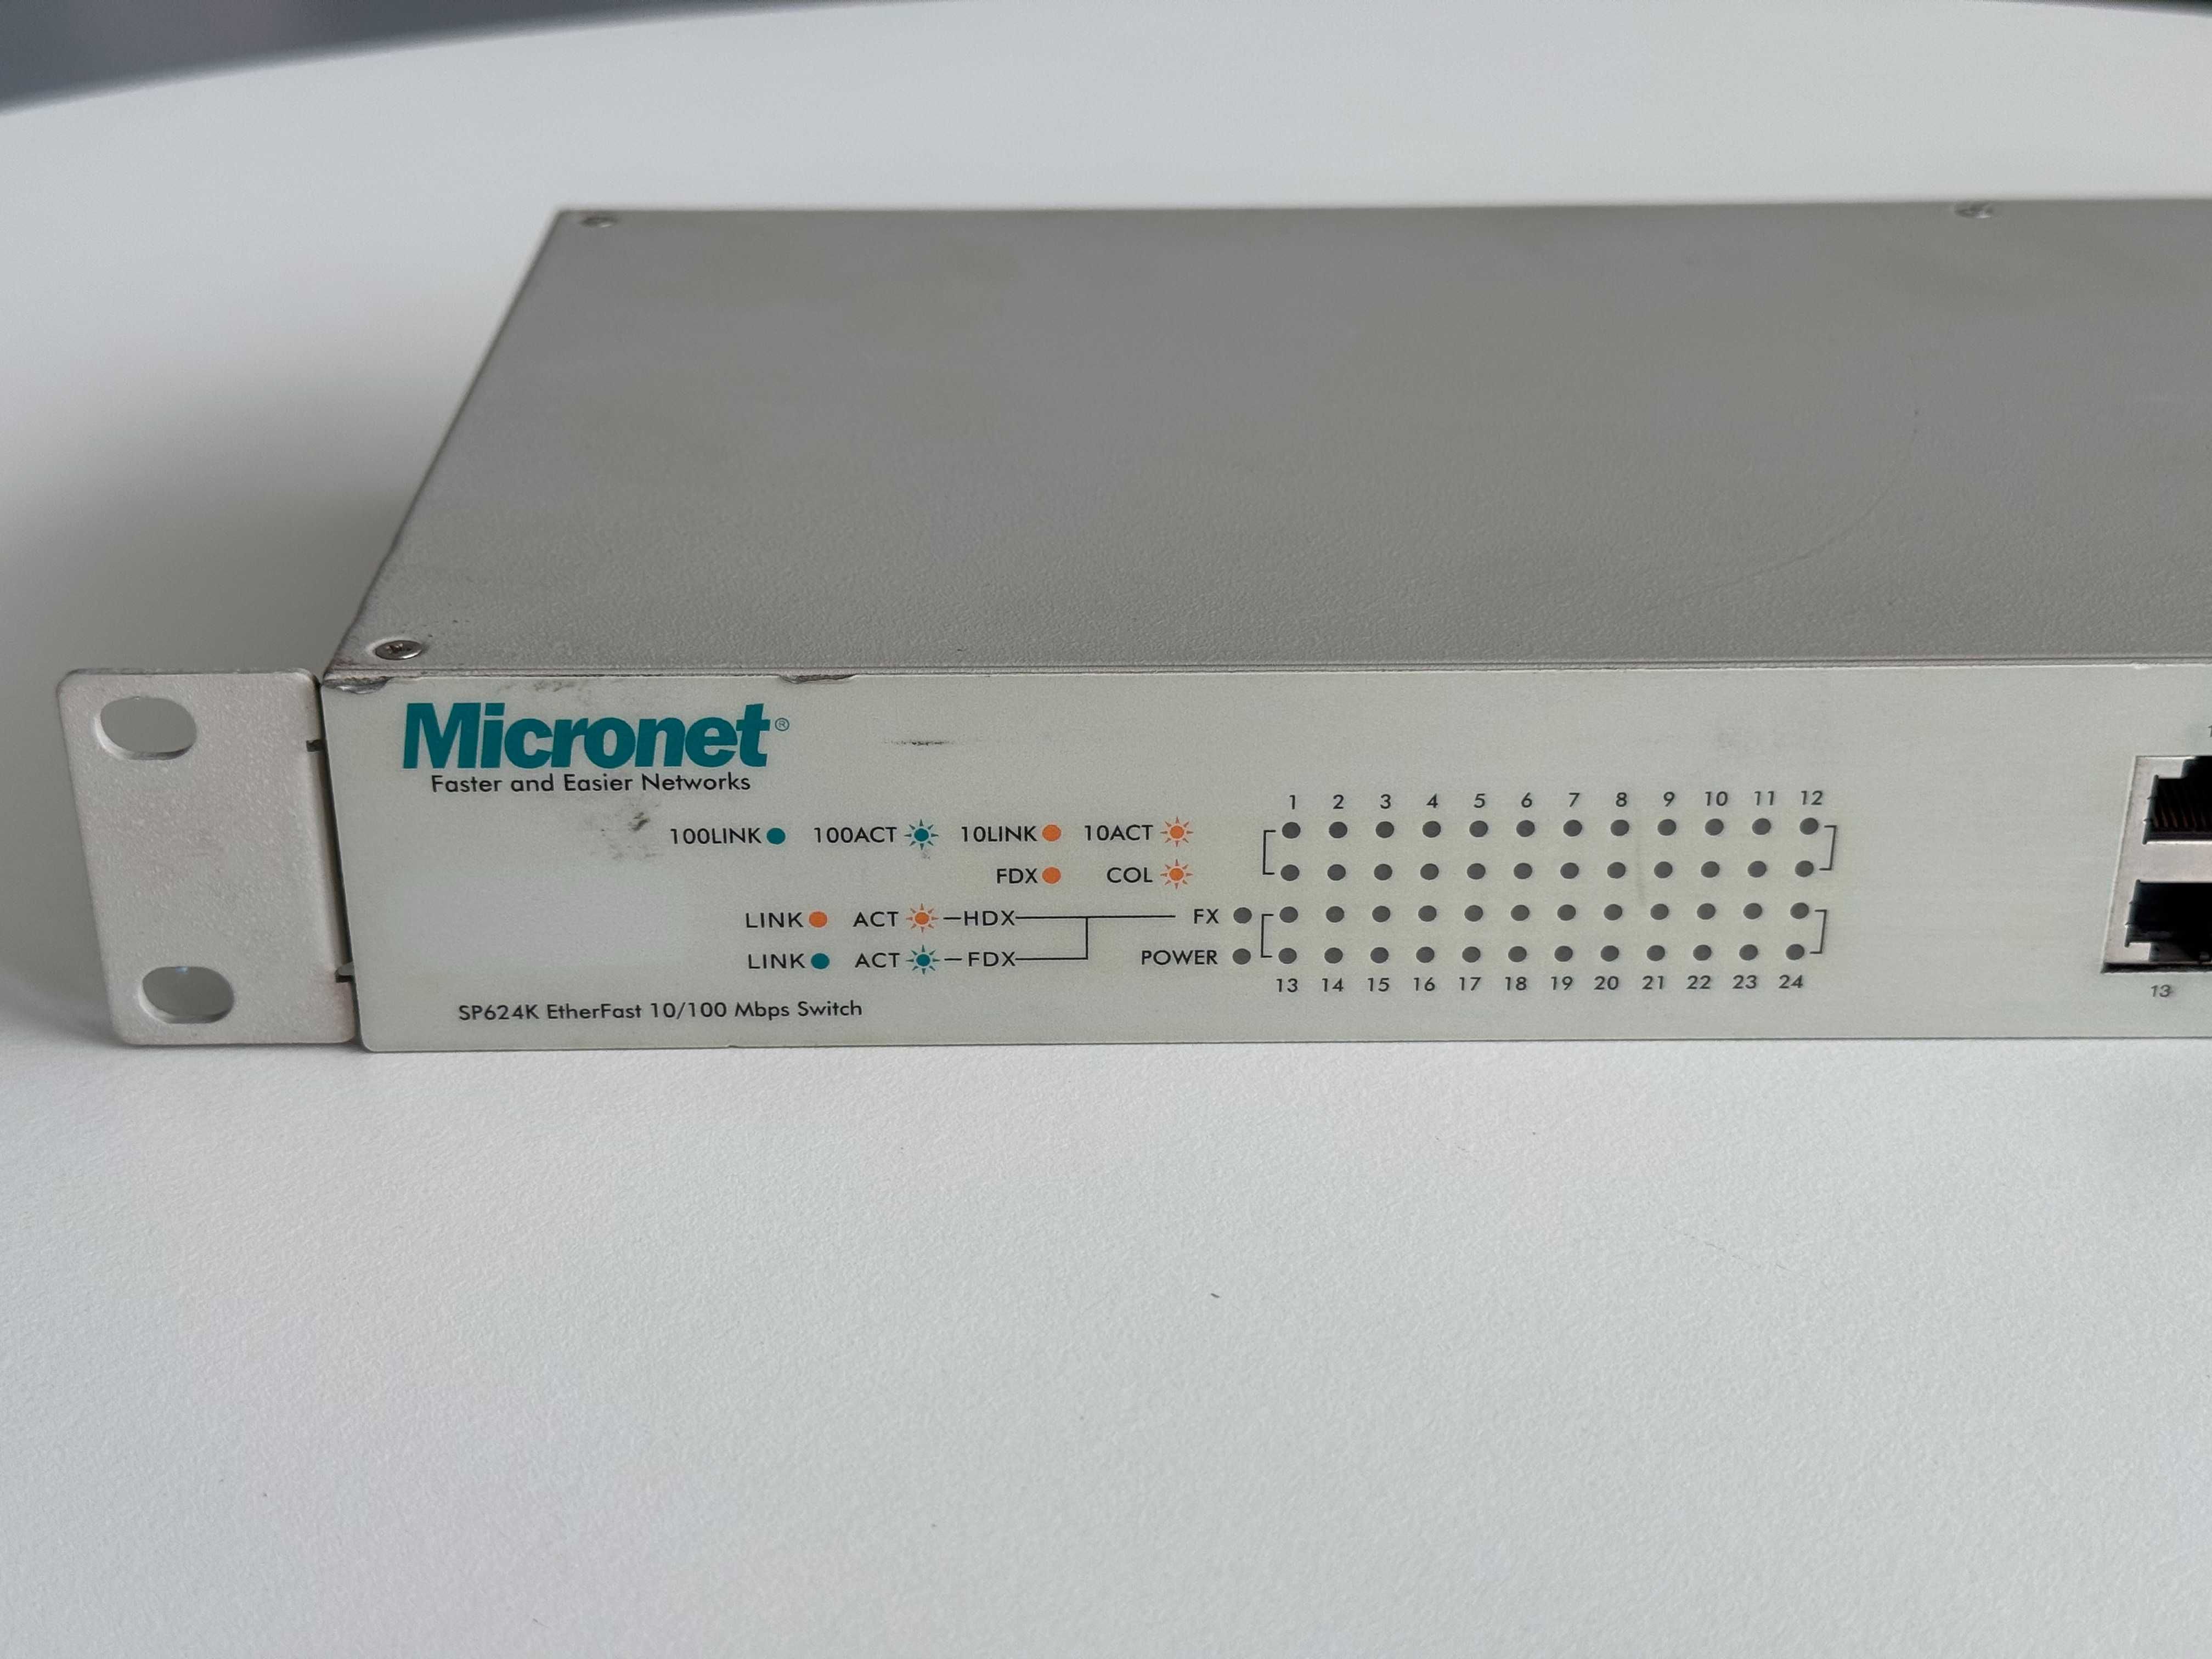 Micronet®
Faster and Easier Networks
1 2 3 4 5 6 7 8 9 10 11 12
100LINK 100ACT 10LINK 10ACT
FDX COL
LINK ACT HDX FX
LINK ACT FDX POWER
13 14 15 16 17 18 19 20 21 22 23 24
SP624K EtherFast 10/100 Mbps Switch
13